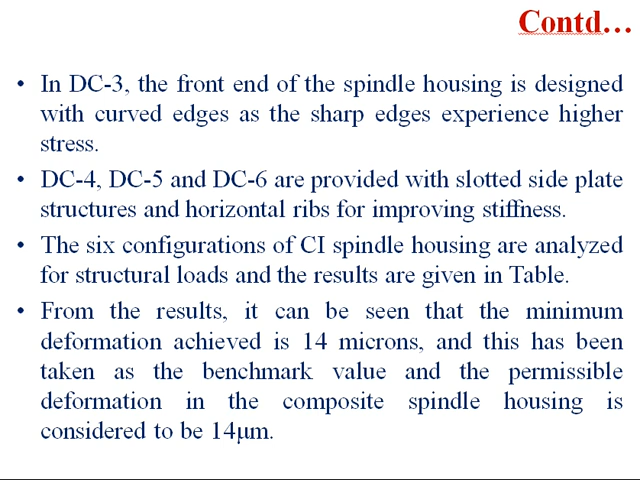 Contd…
• In DC-3, the front end of the spindle housing is designed
with curved edges as the sharp edges experience higher
stress.
• DC-4, DC-5 and DC-6 are provided with slotted side plate
structures and horizontal ribs for improving stiffness.
• The six configurations of CI spindle housing are analyzed
for structural loads and the results are given in Table.
• From the results, it can be seen that the minimum
deformation achieved is 14 microns, and this has been
taken as the benchmark value and the permissible
deformation in the composite spindle housing is
considered to be 14μm.